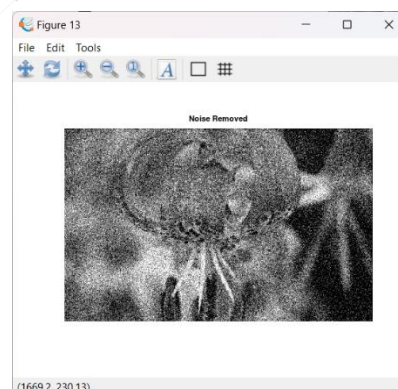 Figure 13
File Edit Tools
A
Noise Removed
(1669.2, 230.13)